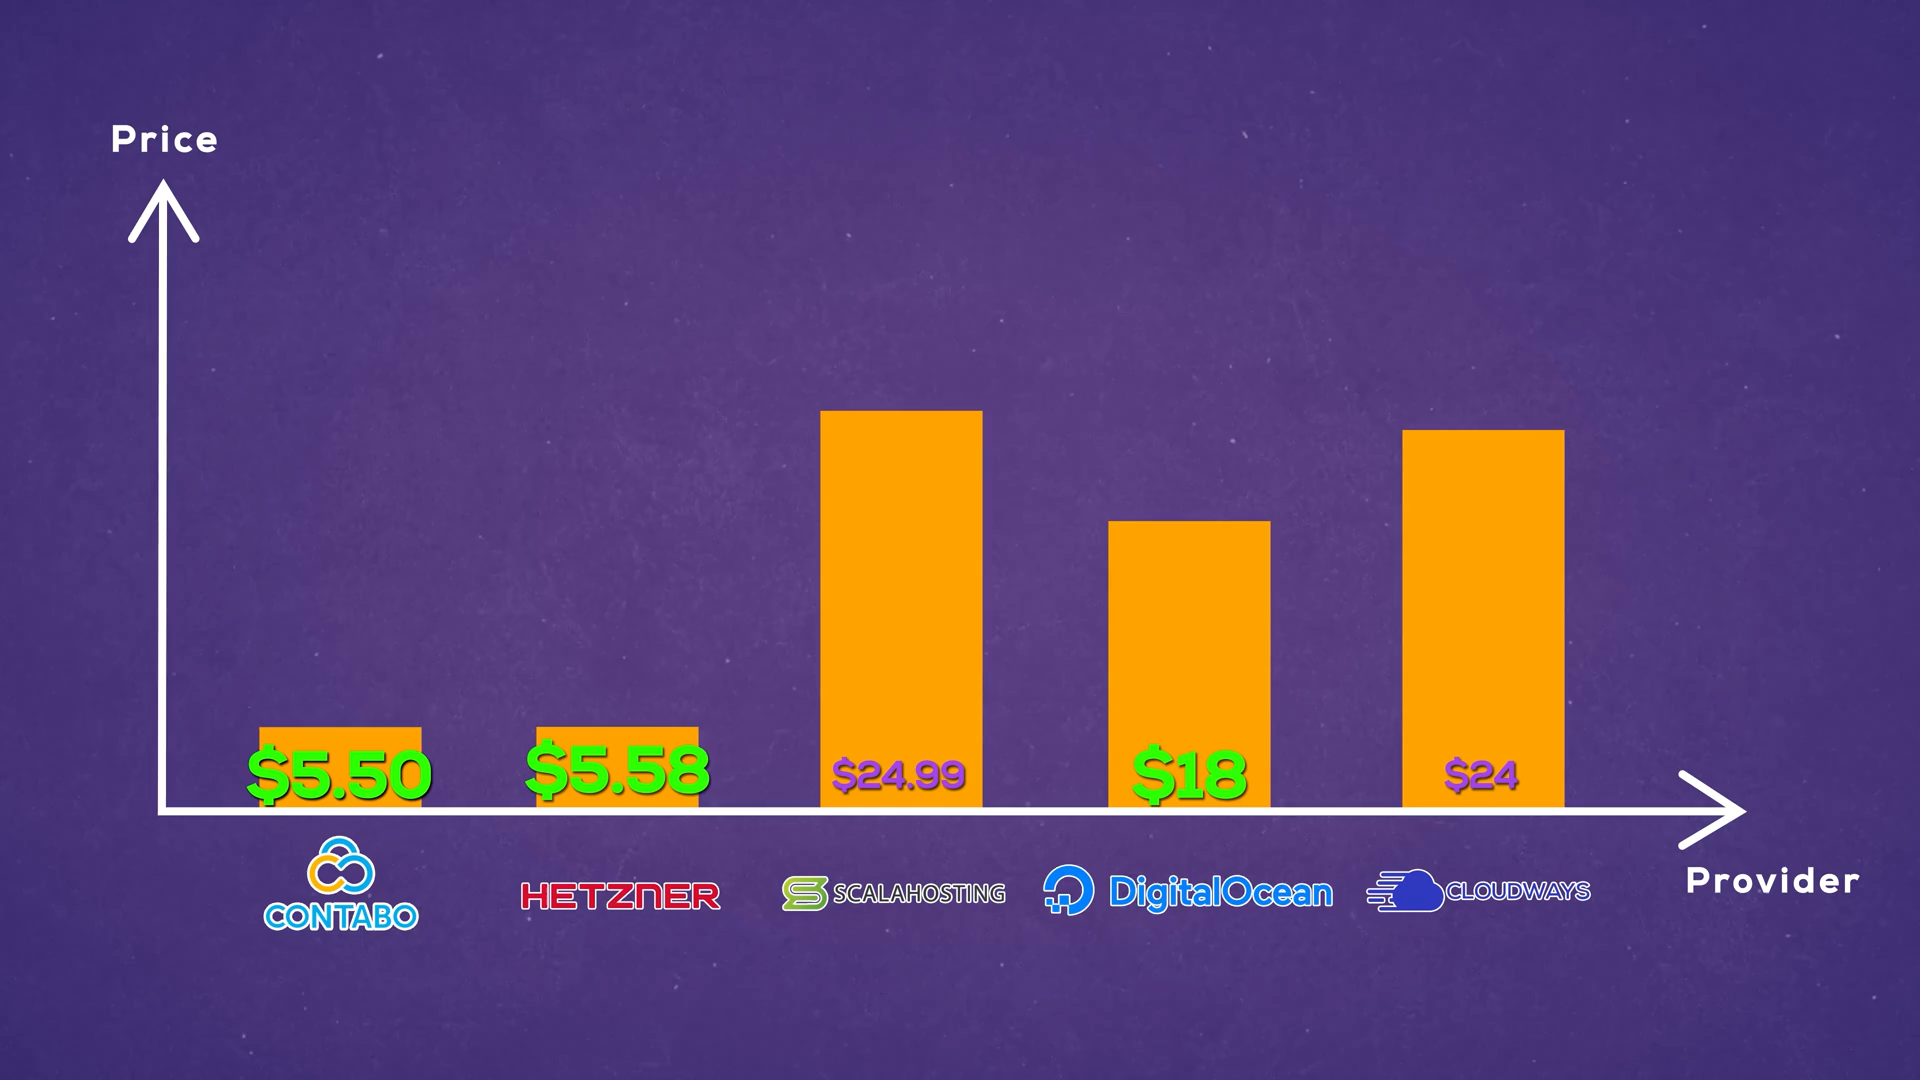 Price
$5.50
$5.58
$24.99
$18
$24
CONTABO
HETZNER
SCALAHOSTING
DigitalOcean
CLOUDWAYS
Provider